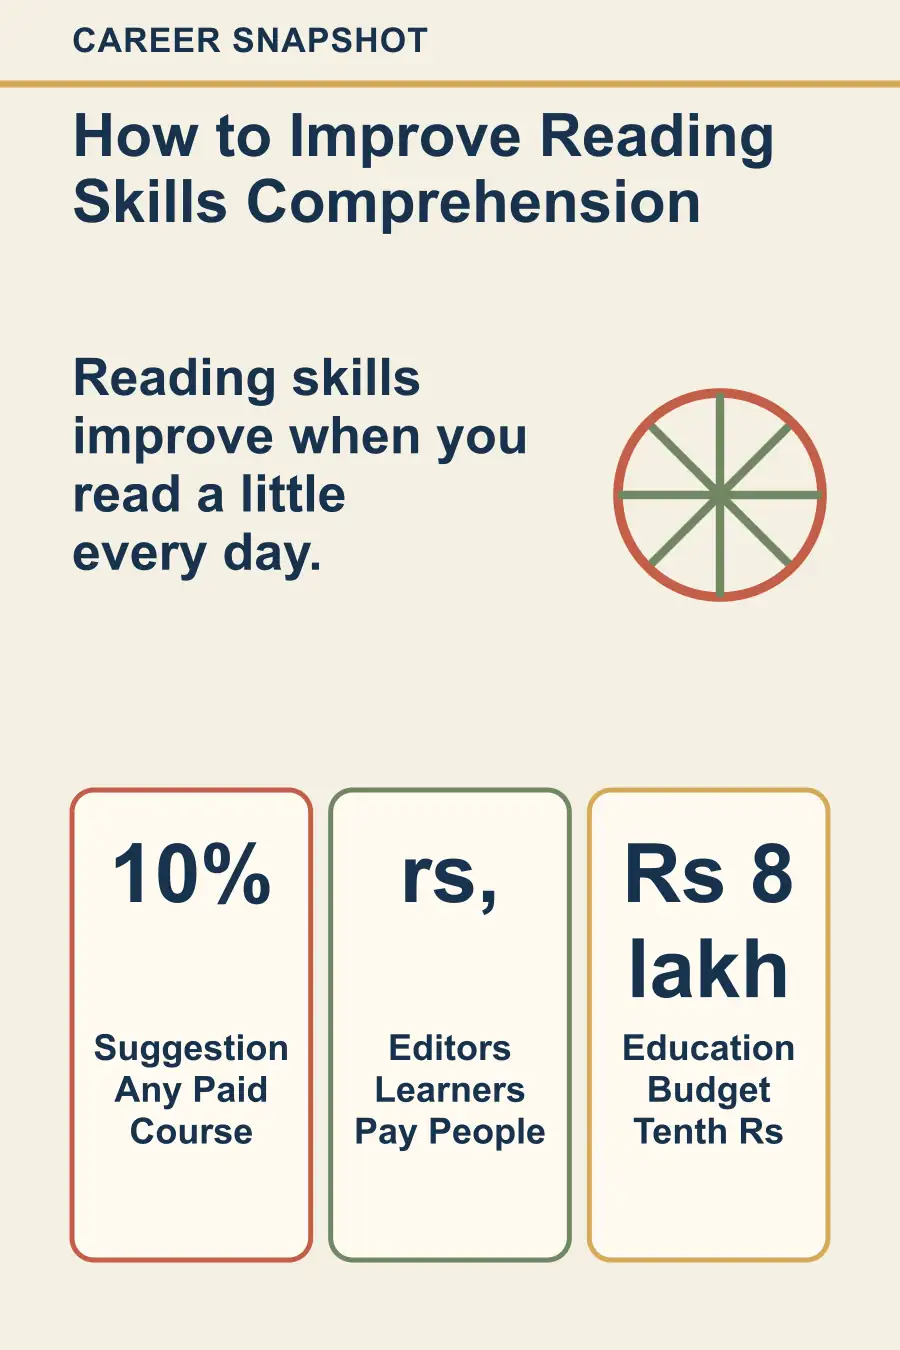 CAREER SNAPSHOT
How to Improve Reading
Skills Comprehension
Reading skills
improve when you
read a little
every day.
10%
Suggestion
Any Paid
Course
rs,
Editors
Learners
Pay People
Rs 8
lakh
Education
Budget
Tenth Rs